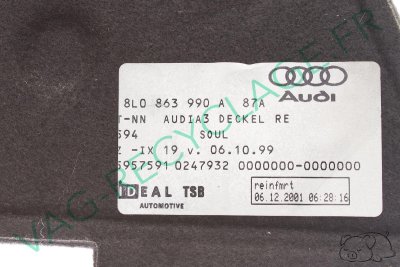 8L0 863 990 A 87A
Audi
T-NN AUDIA3 DECKEL RE
594 SOUL
Z -IX 19 v. 06.10.99
5957591 0247932 0000000-0000000
IDEAL TSB
AUTOMOTIVE
reinfmrt
06.12.2001 06:28:16
VAG-RECYCLAGE.FR